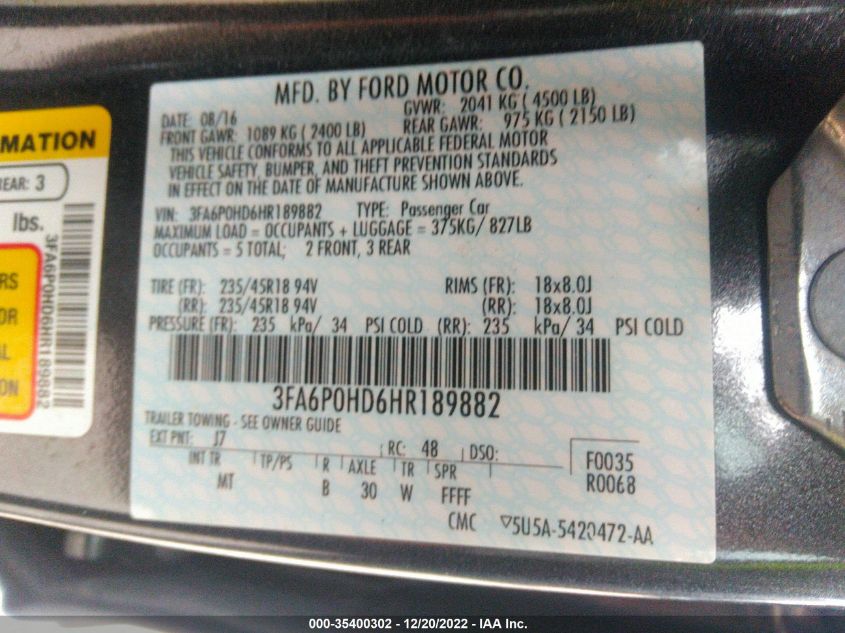 MFD. BY FORD MOTOR CO.
DATE: 08/16 GVWR: 2041 KG ( 4500 LB)
FRONT GAWR: 1089 KG ( 2400 LB) REAR GAWR: 975 KG ( 2150 LB)
THIS VEHICLE CONFORMS TO ALL APPLICABLE FEDERAL MOTOR
VEHICLE SAFETY, BUMPER, AND THEFT PREVENTION STANDARDS
IN EFFECT ON THE DATE OF MANUFACTURE SHOWN ABOVE.
VIN: 3FA6P0HD6HR189882 TYPE: Passenger Car
MAXIMUM LOAD = OCCUPANTS + LUGGAGE = 375KG/ 827LB
OCCUPANTS = 5 TOTAL; 2 FRONT, 3 REAR
TIRE (FR): 235/45R18 94V RIMS (FR): 18x8.0J
(RR): 235/45R18 94V (RR): 18x8.0J
PRESSURE (FR): 235 kPa/ 34 PSI COLD (RR): 235 kPa/ 34 PSI COLD
3FA6P0HD6HR189882
TRAILER TOWING - SEE OWNER GUIDE
EXT PNT: J7 RC: 48 DSO:
INT TR TP/PS R AXLE TR SPR
MT B 30 W FFFF
F0035
R0068
CMC ▽5U5A-5420472-AA
MATION
REAR: 3
lbs.
3FA6P0HD6HR189882
RS
OR
AL
ION
000-35400302 - 12/20/2022 - IAA Inc.